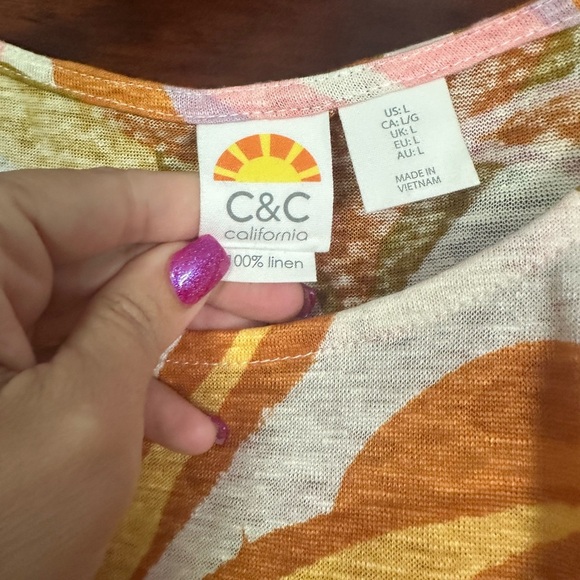 C&C
california
100% linen
US: L
CA: L/G
UK: L
EU: L
AU: L
MADE IN
VIETNAM